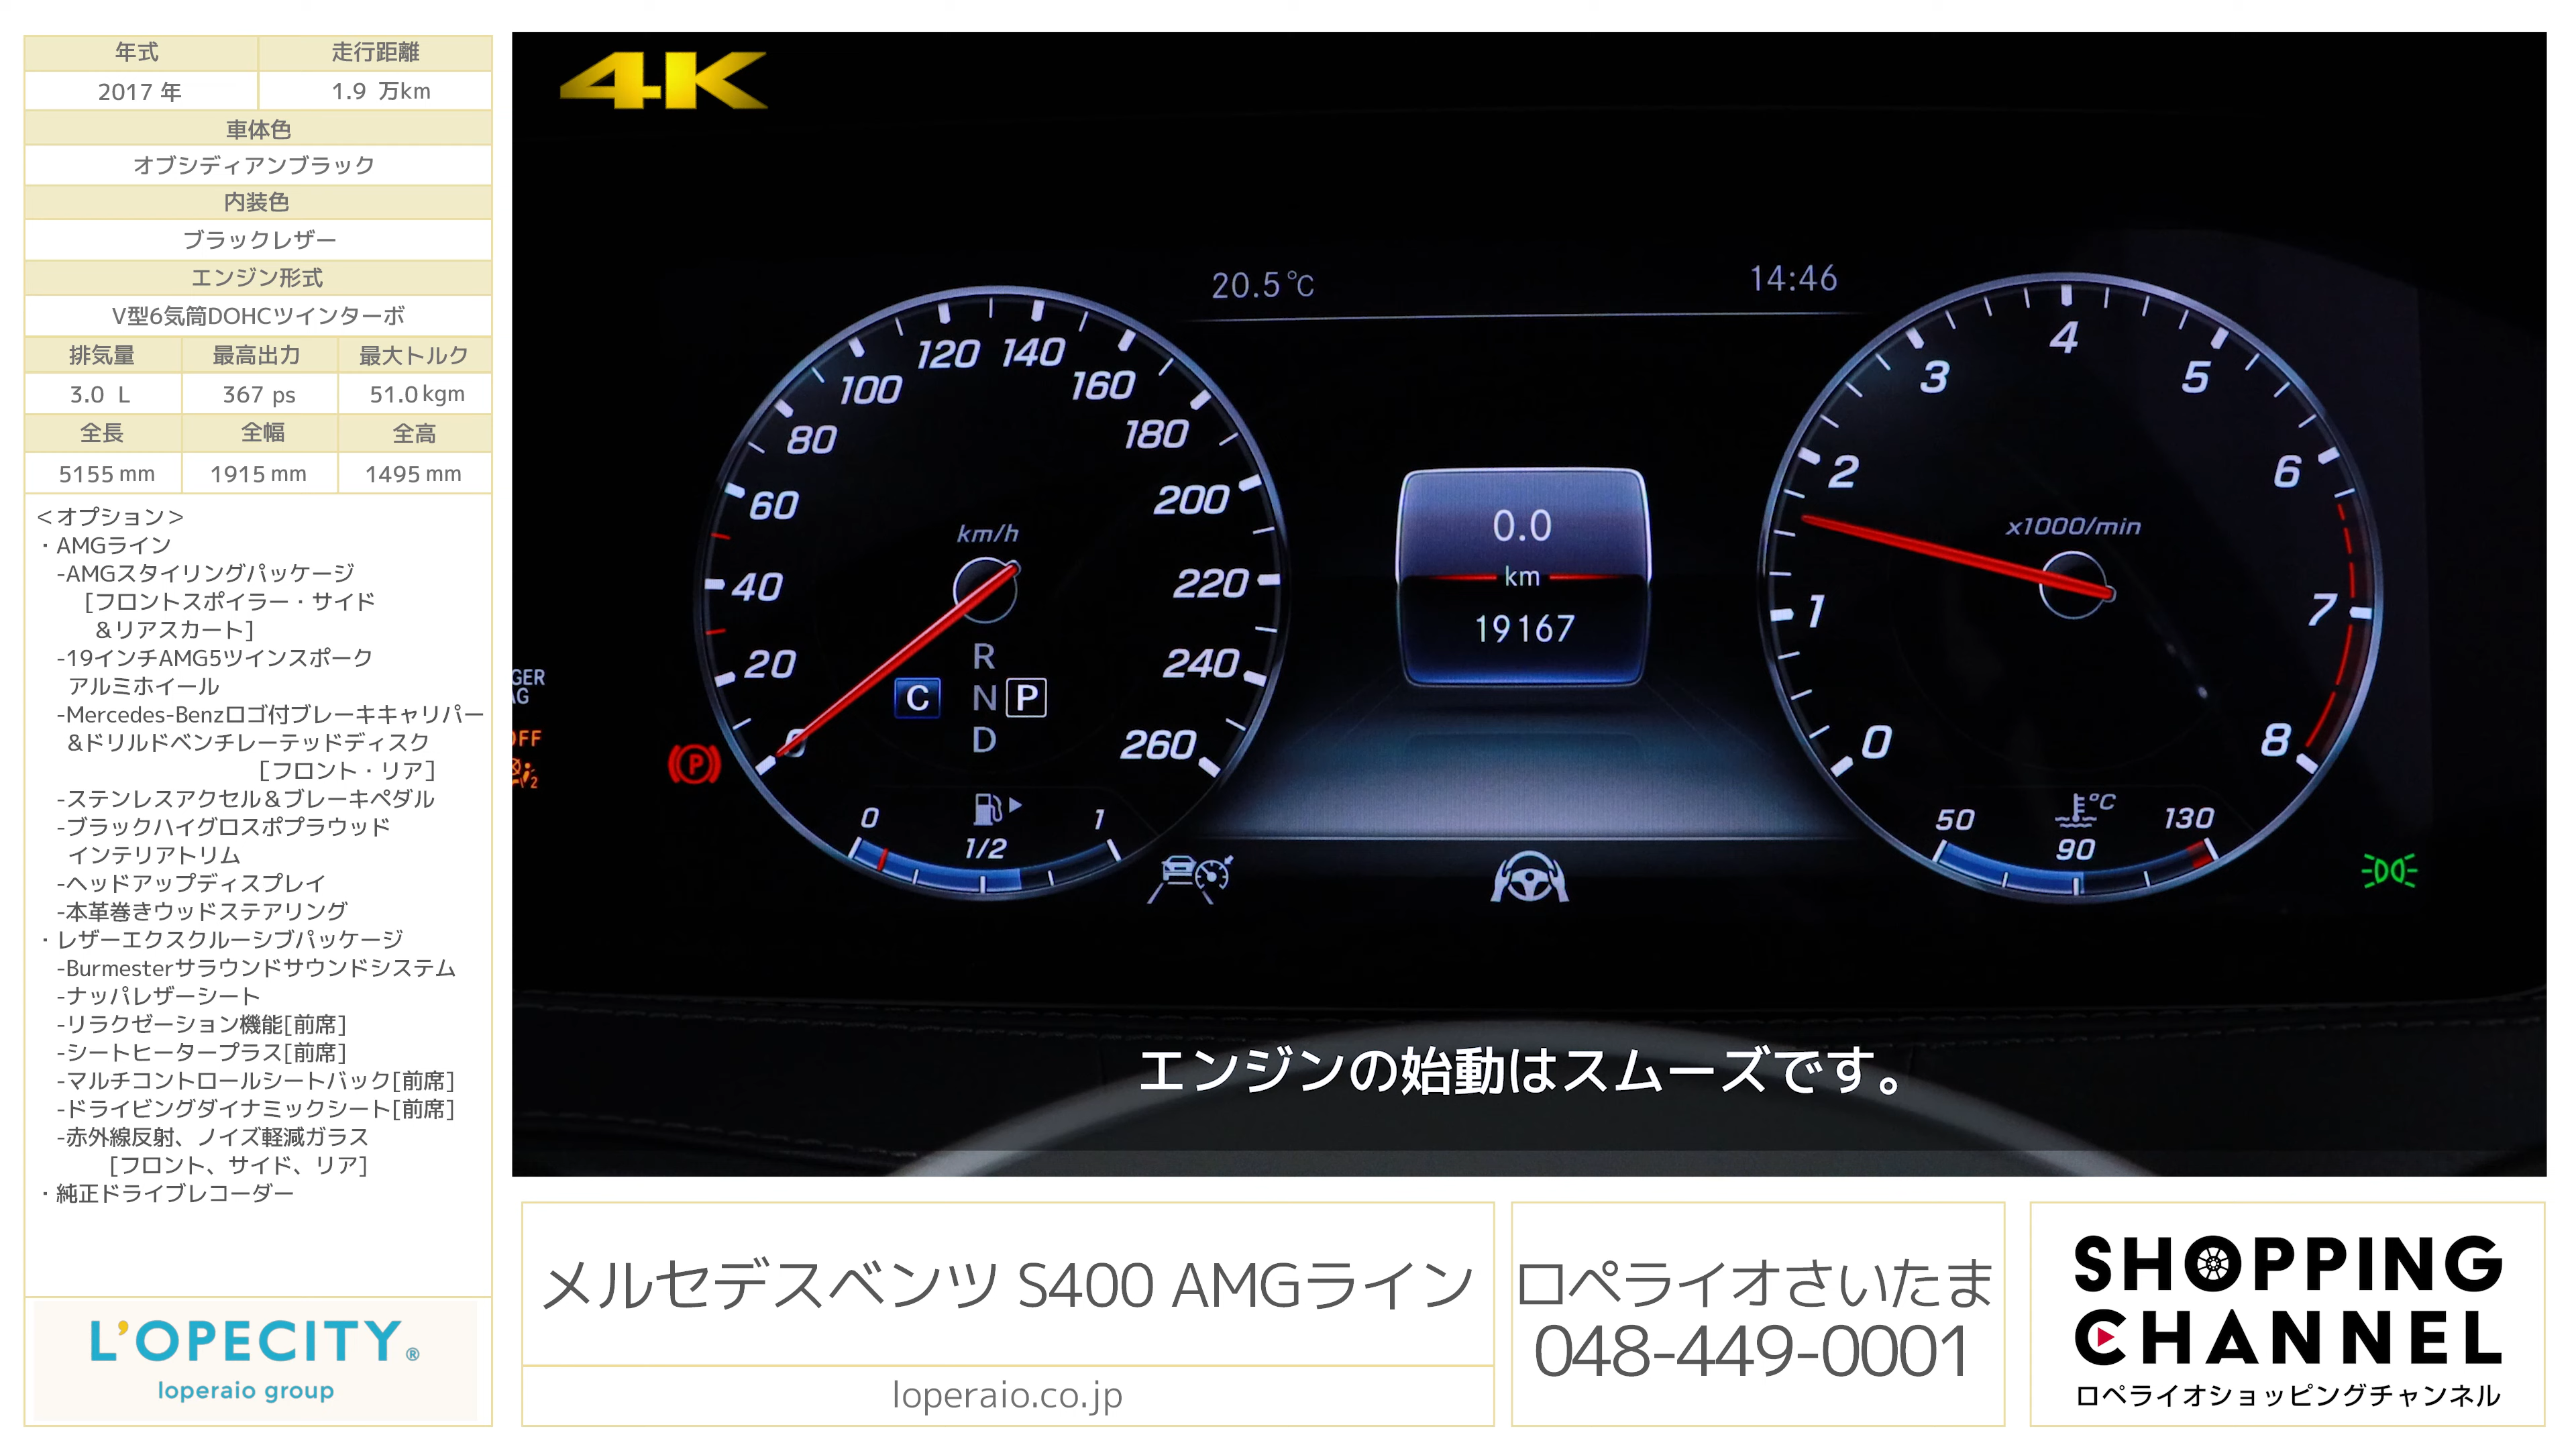 年式 走行距離
2017 年 1.9 万km
車体色
オブシディアンブラック
内装色
ブラックレザー
エンジン形式
V型6気筒DOHCツインターボ
排気量 最高出力 最大トルク
3.0 L 367 ps 51.0kgm
全長 全幅 全高
5155 mm 1915 mm 1495 mm
＜オプション＞
・AMGライン
-AMGスタイリングパッケージ
[フロントスポイラー・サイド
＆リアスカート]
-19インチAMG5ツインスポーク
アルミホイール
-Mercedes-Benzロゴ付ブレーキキャリパー
&ドリルドベンチレーテッドディスク
[フロント・リア]
-ステンレスアクセル＆ブレーキペダル
-ブラックハイグロスポプラウッド
インテリアトリム
-ヘッドアップディスプレイ
-本革巻きウッドステアリング
・レザーエクスクルーシブパッケージ
-Burmesterサラウンドサウンドシステム
-ナッパレザーシート
-リラクゼーション機能[前席]
-シートヒータープラス[前席]
-マルチコントロールシートバック[前席]
-ドライビングダイナミックシート[前席]
-赤外線反射、ノイズ軽減ガラス
[フロント、サイド、リア]
・純正ドライブレコーダー
L'OPECITY®
loperaio group
4K
20.5℃ 14:46
0 20 40 60 80 100 120 140 160 180 200 220 240 260
km/h
R
C N P
D
0 1/2 1
0.0
km
19167
0 1 2 3 4 5 6 7 8
x1000/min
°C
50 90 130
GER
AG
OFF
2
P
エンジンの始動はスムーズです。
メルセデスベンツ S400 AMGライン
loperaio.co.jp
ロペライオさいたま
048-449-0001
SHOPPING
CHANNEL
ロペライオショッピングチャンネル